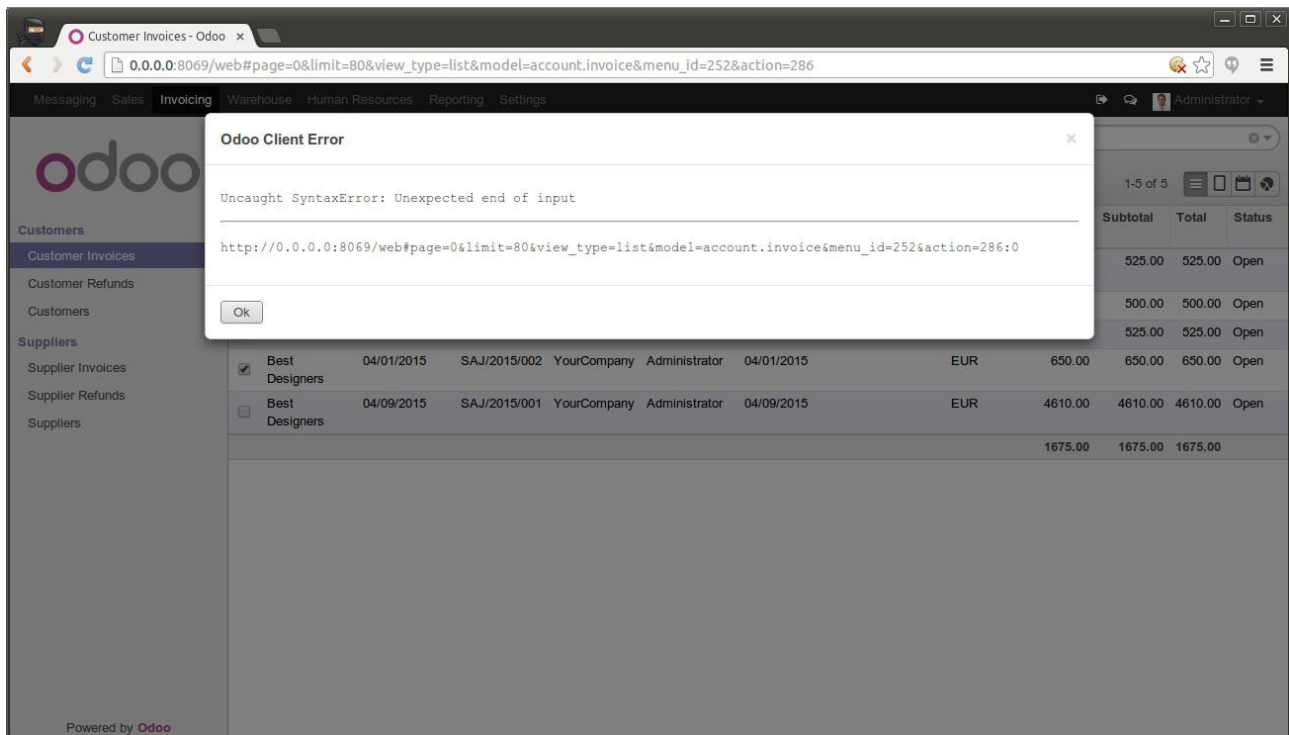 Customer Invoices - Odoo
0.0.0.0:8069/web#page=0&limit=80&view_type=list&model=account.invoice&menu_id=252&action=286
Messaging Sales Invoicing Warehouse Human Resources Reporting Settings Administrator
odoo
Odoo Client Error
Uncaught SyntaxError: Unexpected end of input
http://0.0.0.0:8069/web#page=0&limit=80&view_type=list&model=account.invoice&menu_id=252&action=286:0
Ok
1-5 of 5
Customers
Customer Invoices
Customer Refunds
Customers
Suppliers
Supplier Invoices
Supplier Refunds
Suppliers
Subtotal Total Status
525.00 525.00 Open
500.00 500.00 Open
525.00 525.00 Open
Best Designers 04/01/2015 SAJ/2015/002 YourCompany Administrator 04/01/2015 EUR 650.00 650.00 650.00 Open
Best Designers 04/09/2015 SAJ/2015/001 YourCompany Administrator 04/09/2015 EUR 4610.00 4610.00 4610.00 Open
1675.00 1675.00 1675.00
Powered by Odoo